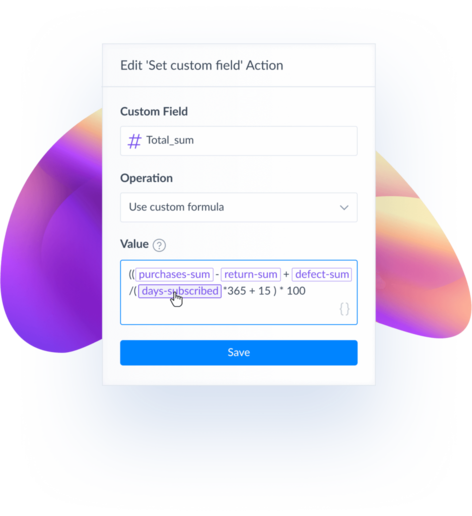 Edit 'Set custom field' Action
Custom Field
# Total_sum
Operation
Use custom formula
Value ?
(( purchases-sum - return-sum + defect-sum
/( days-subscribed *365 + 15 ) * 100
{}
Save